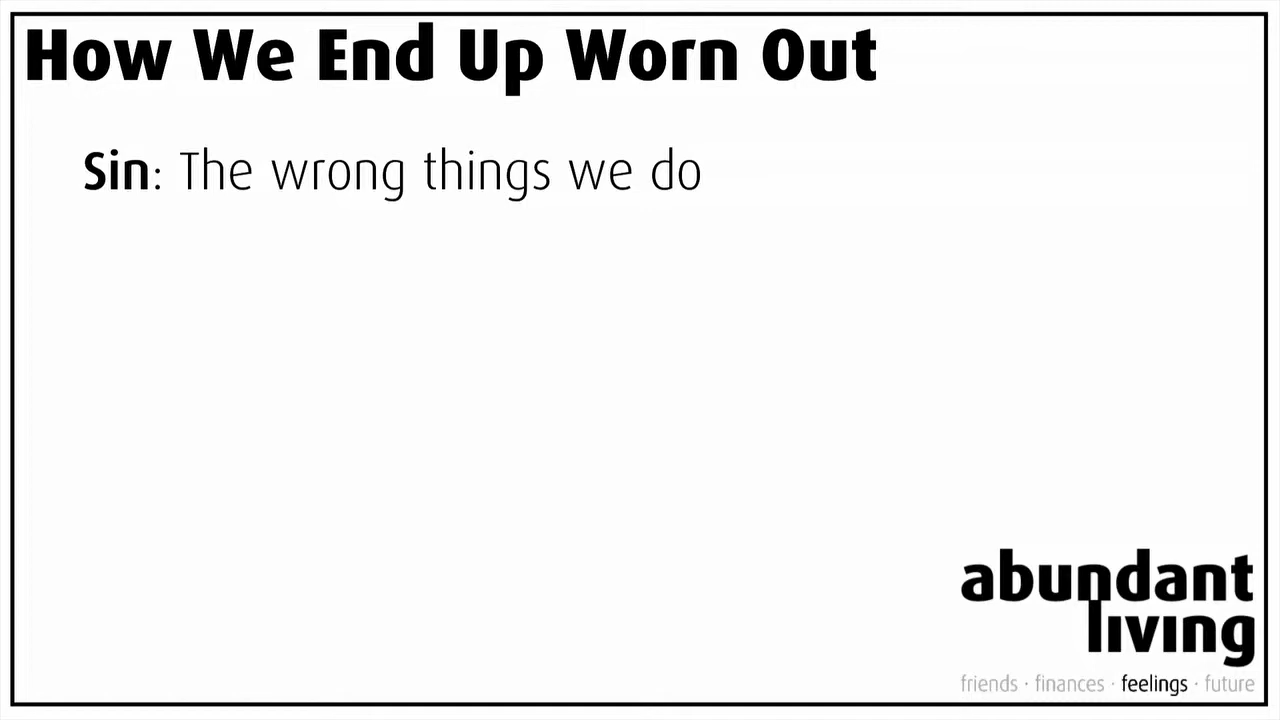 How We End Up Worn Out
Sin: The wrong things we do
abundant
living
friends · finances · feelings · future